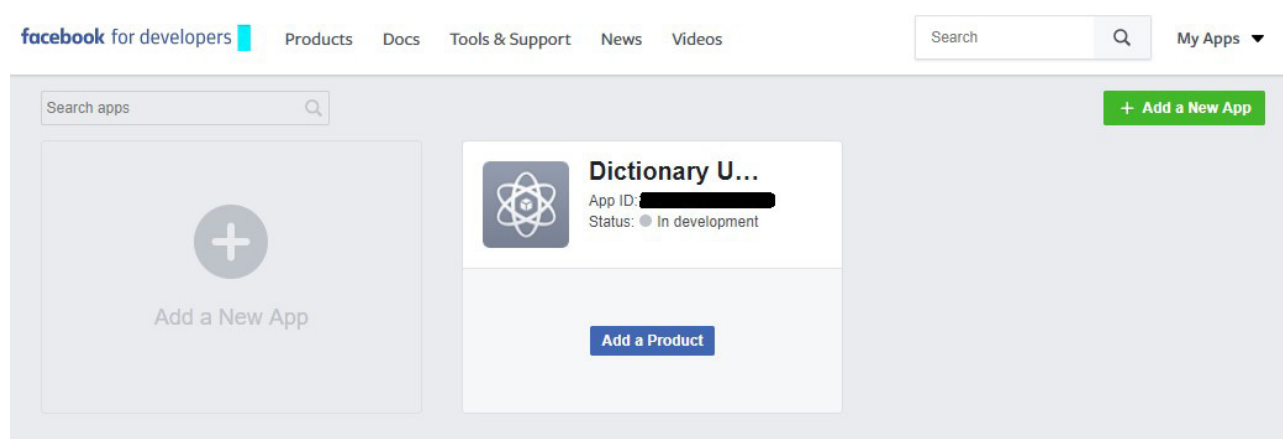 facebook for developers Products Docs Tools & Support News Videos Search My Apps
Search apps + Add a New App
Add a New App
Dictionary U...
App ID:
Status: In development
Add a Product